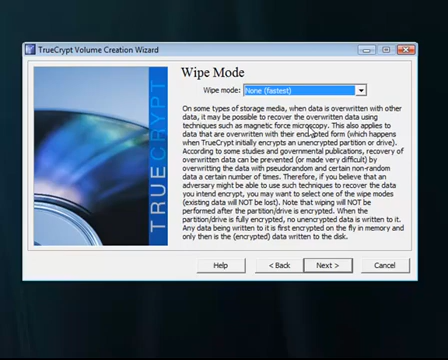 TrueCrypt Volume Creation Wizard
Wipe Mode
Wipe mode: None (fastest)
On some types of storage media, when data is overwritten with other
data, it may be possible to recover the overwritten data using
techniques such as magnetic force microscopy. This also applies to
data that are overwritten with their encrypted form (which happens
when TrueCrypt initially encrypts an unencrypted partition or drive).
According to some studies and governmental publications, recovery of
overwritten data can be prevented (or made very difficult) by
overwriting the data with pseudorandom and certain non-random
data a certain number of times. Therefore, if you believe that an
adversary might be able to use such techniques to recover the data
you intend encrypt, you may want to select one of the wipe modes
(existing data will NOT be lost). Note that wiping will NOT be
performed after the partition/drive is encrypted. When the
partition/drive is fully encrypted, no unencrypted data is written to it.
Any data being written to it is first encrypted on the fly in memory and
only then is the (encrypted) data written to the disk.
TRUECRYPT
Help
< Back
Next >
Cancel